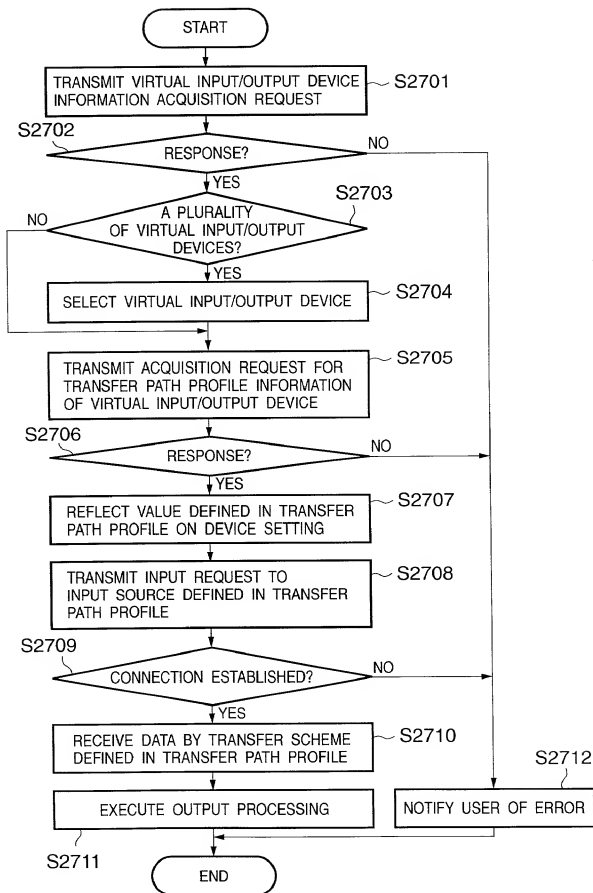 START
TRANSMIT VIRTUAL INPUT/OUTPUT DEVICE
INFORMATION ACQUISITION REQUEST
S2701
S2702
RESPONSE?
NO
YES
S2703
NO
A PLURALITY
OF VIRTUAL INPUT/OUTPUT
DEVICES?
YES
SELECT VIRTUAL INPUT/OUTPUT DEVICE
S2704
S2705
TRANSMIT ACQUISITION REQUEST FOR
TRANSFER PATH PROFILE INFORMATION
OF VIRTUAL INPUT/OUTPUT DEVICE
S2706
RESPONSE?
NO
YES
S2707
REFLECT VALUE DEFINED IN TRANSFER
PATH PROFILE ON DEVICE SETTING
S2708
TRANSMIT INPUT REQUEST TO
INPUT SOURCE DEFINED IN TRANSFER
PATH PROFILE
S2709
CONNECTION ESTABLISHED?
NO
YES
S2710
RECEIVE DATA BY TRANSFER SCHEME
DEFINED IN TRANSFER PATH PROFILE
S2712
EXECUTE OUTPUT PROCESSING
NOTIFY USER OF ERROR
S2711
END